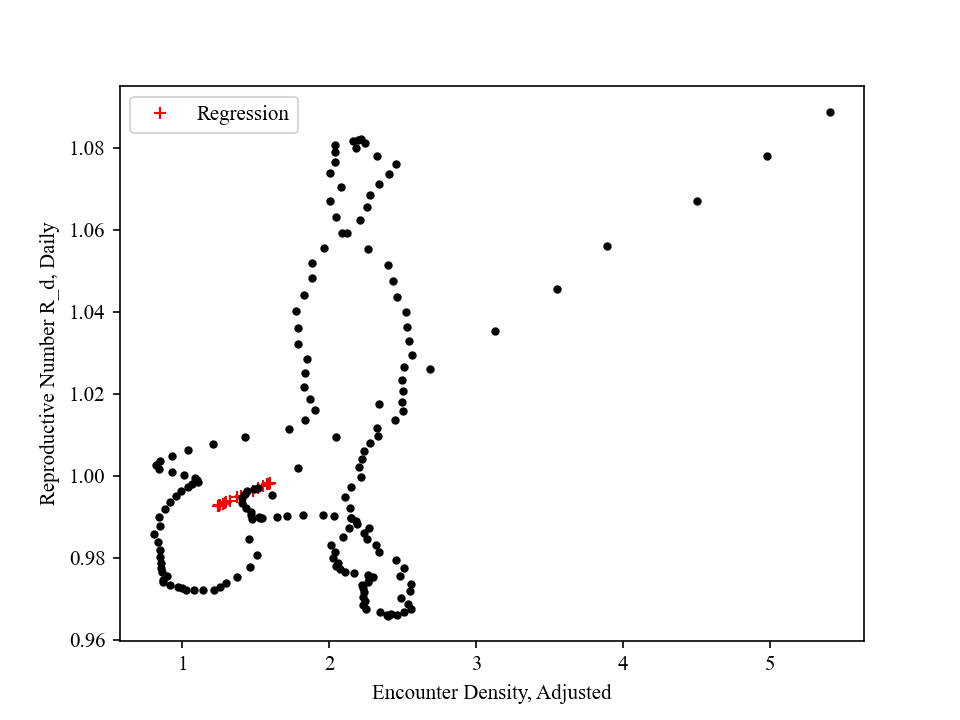 Regression
1.08
1.06
1.04
1.02
1.00
0.98
0.96
Reproductive Number R_d, Daily
1 2 3 4 5
Encounter Density, Adjusted